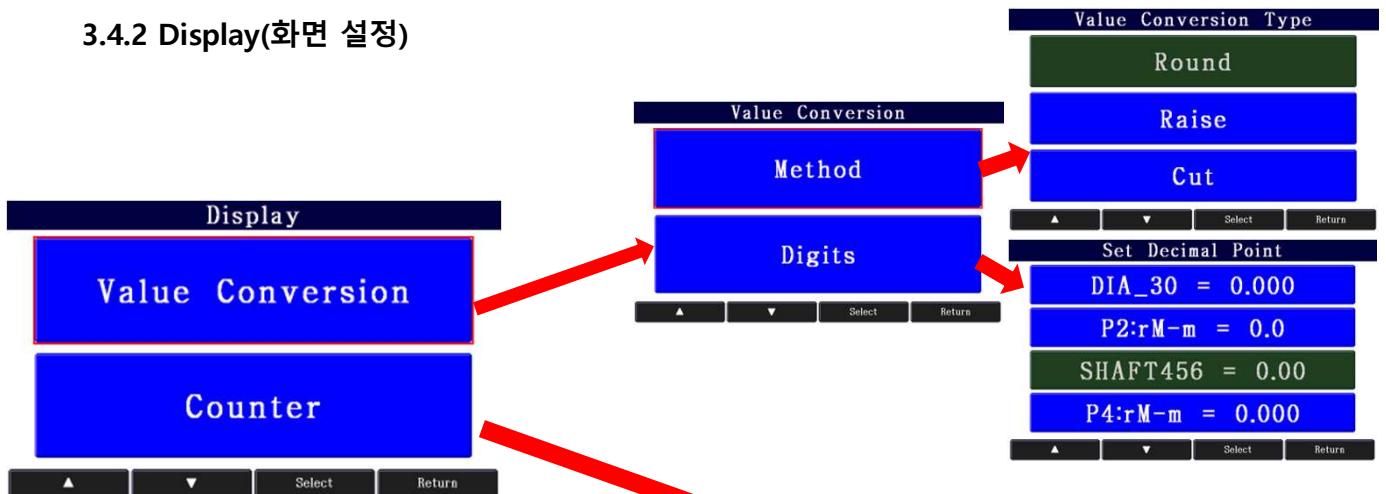 3.4.2 Display(화면 설정)
Display
Value Conversion
Counter
▲ ▼ Select Return
Value Conversion
Method
Digits
▲ ▼ Select Return
Value Conversion Type
Round
Raise
Cut
▲ ▼ Select Return
Set Decimal Point
DIA_30 = 0.000
P2:rM-m = 0.0
SHAFT456 = 0.00
P4:rM-m = 0.000
▲ ▼ Select Return